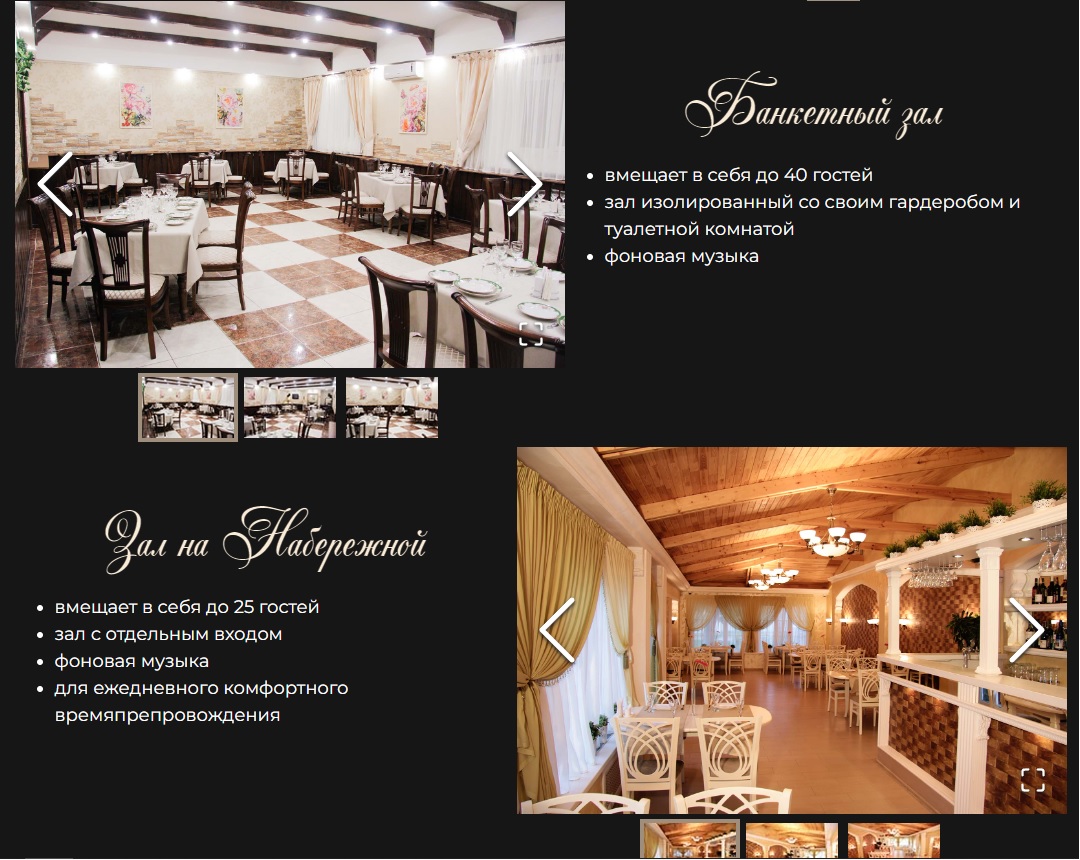 Банкетный зал
вмещает в себя до 40 гостей
зал изолированный со своим гардеробом и
туалетной комнатой
фоновая музыка
Зал на Набережной
вмещает в себя до 25 гостей
зал с отдельным входом
фоновая музыка
для ежедневного комфортного
времяпрепровождения